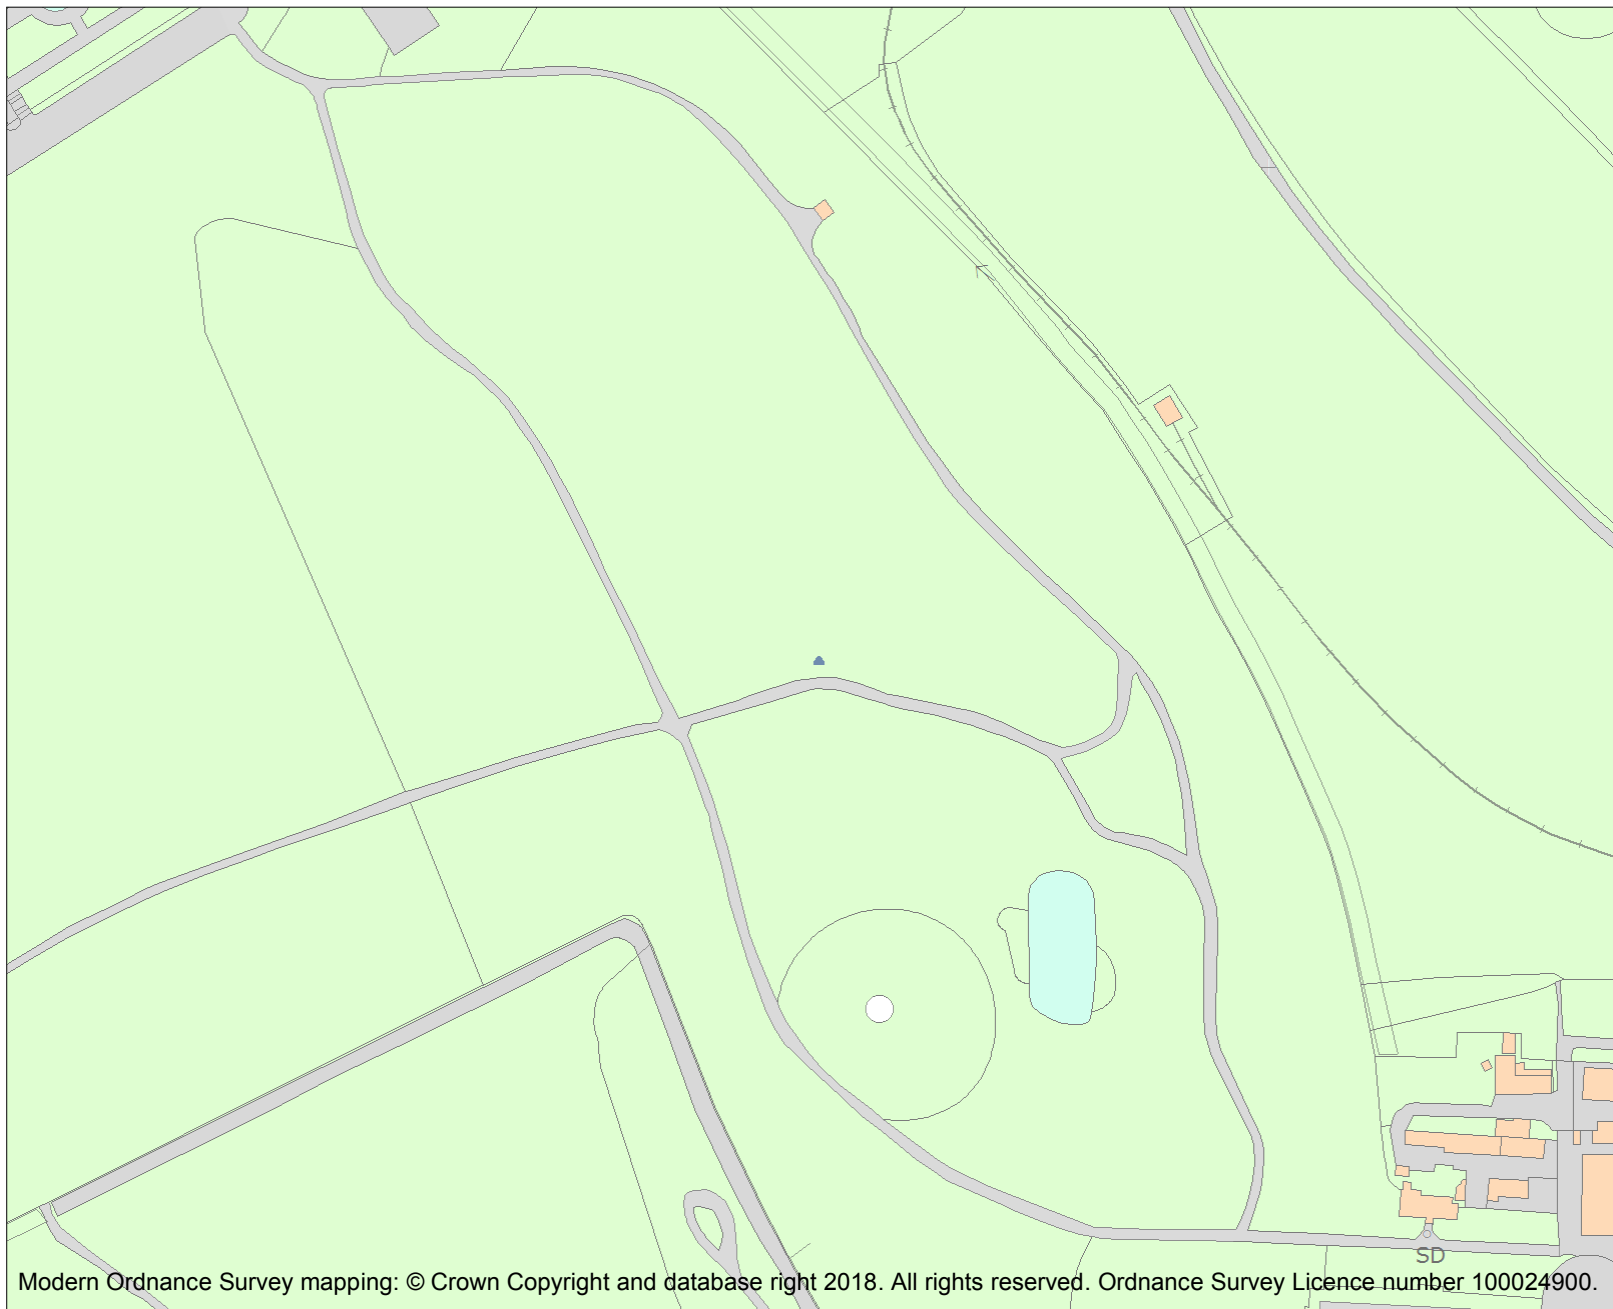 SD
Modern Ordnance Survey mapping: © Crown Copyright and database right 2018. All rights reserved. Ordnance Survey Licence number 100024900.